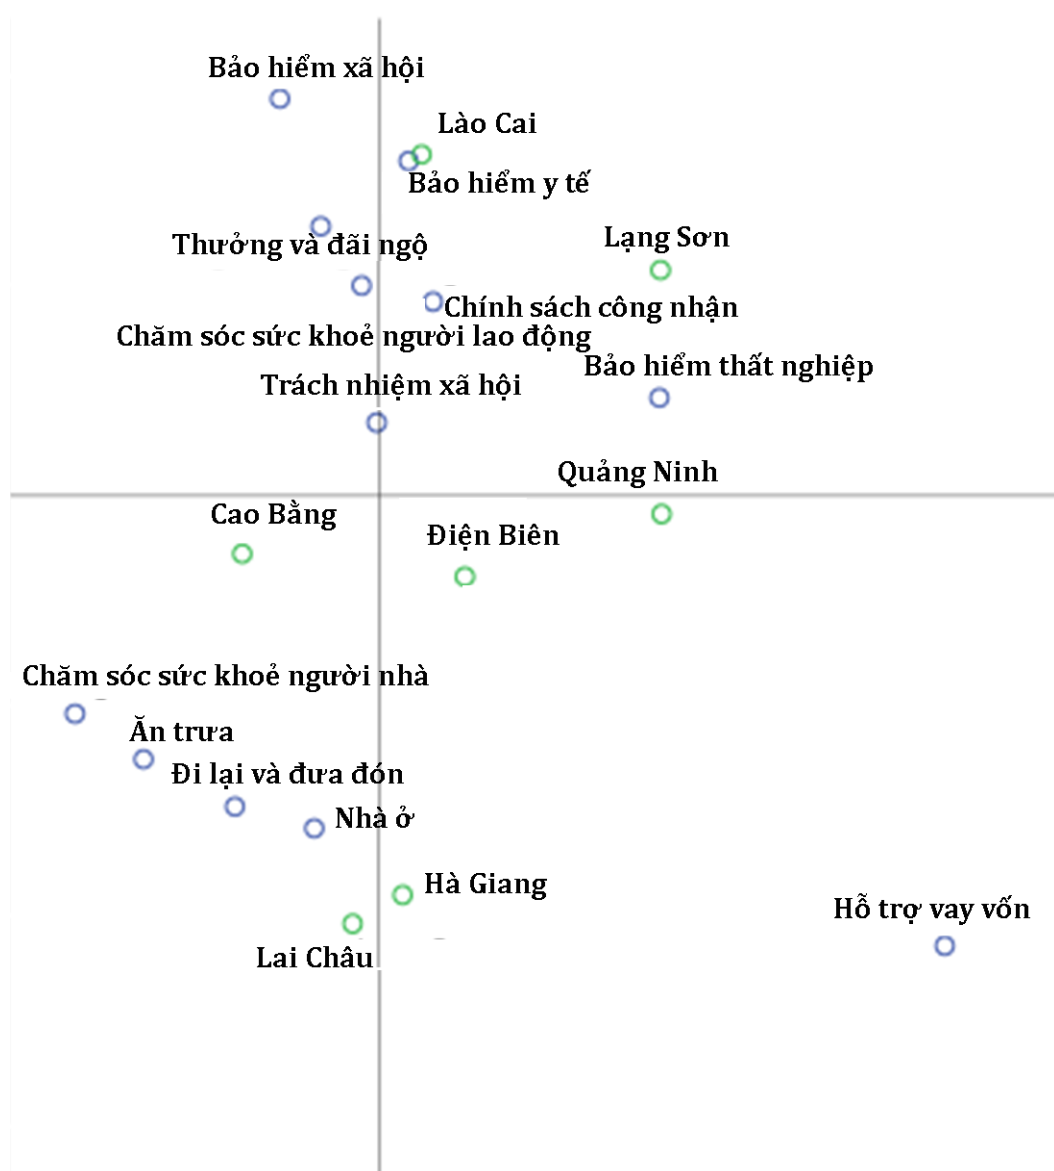 Bảo hiểm xã hội
Lào Cai
Bảo hiểm y tế
Lạng Sơn
Thưởng và đãi ngộ
Chính sách công nhận
Chăm sóc sức khoẻ người lao động
Bảo hiểm thất nghiệp
Trách nhiệm xã hội
Quảng Ninh
Cao Bằng
Điện Biên
Chăm sóc sức khoẻ người nhà
Ăn trưa
Đi lại và đưa đón
Nhà ở
Hà Giang
Hỗ trợ vay vốn
Lai Châu